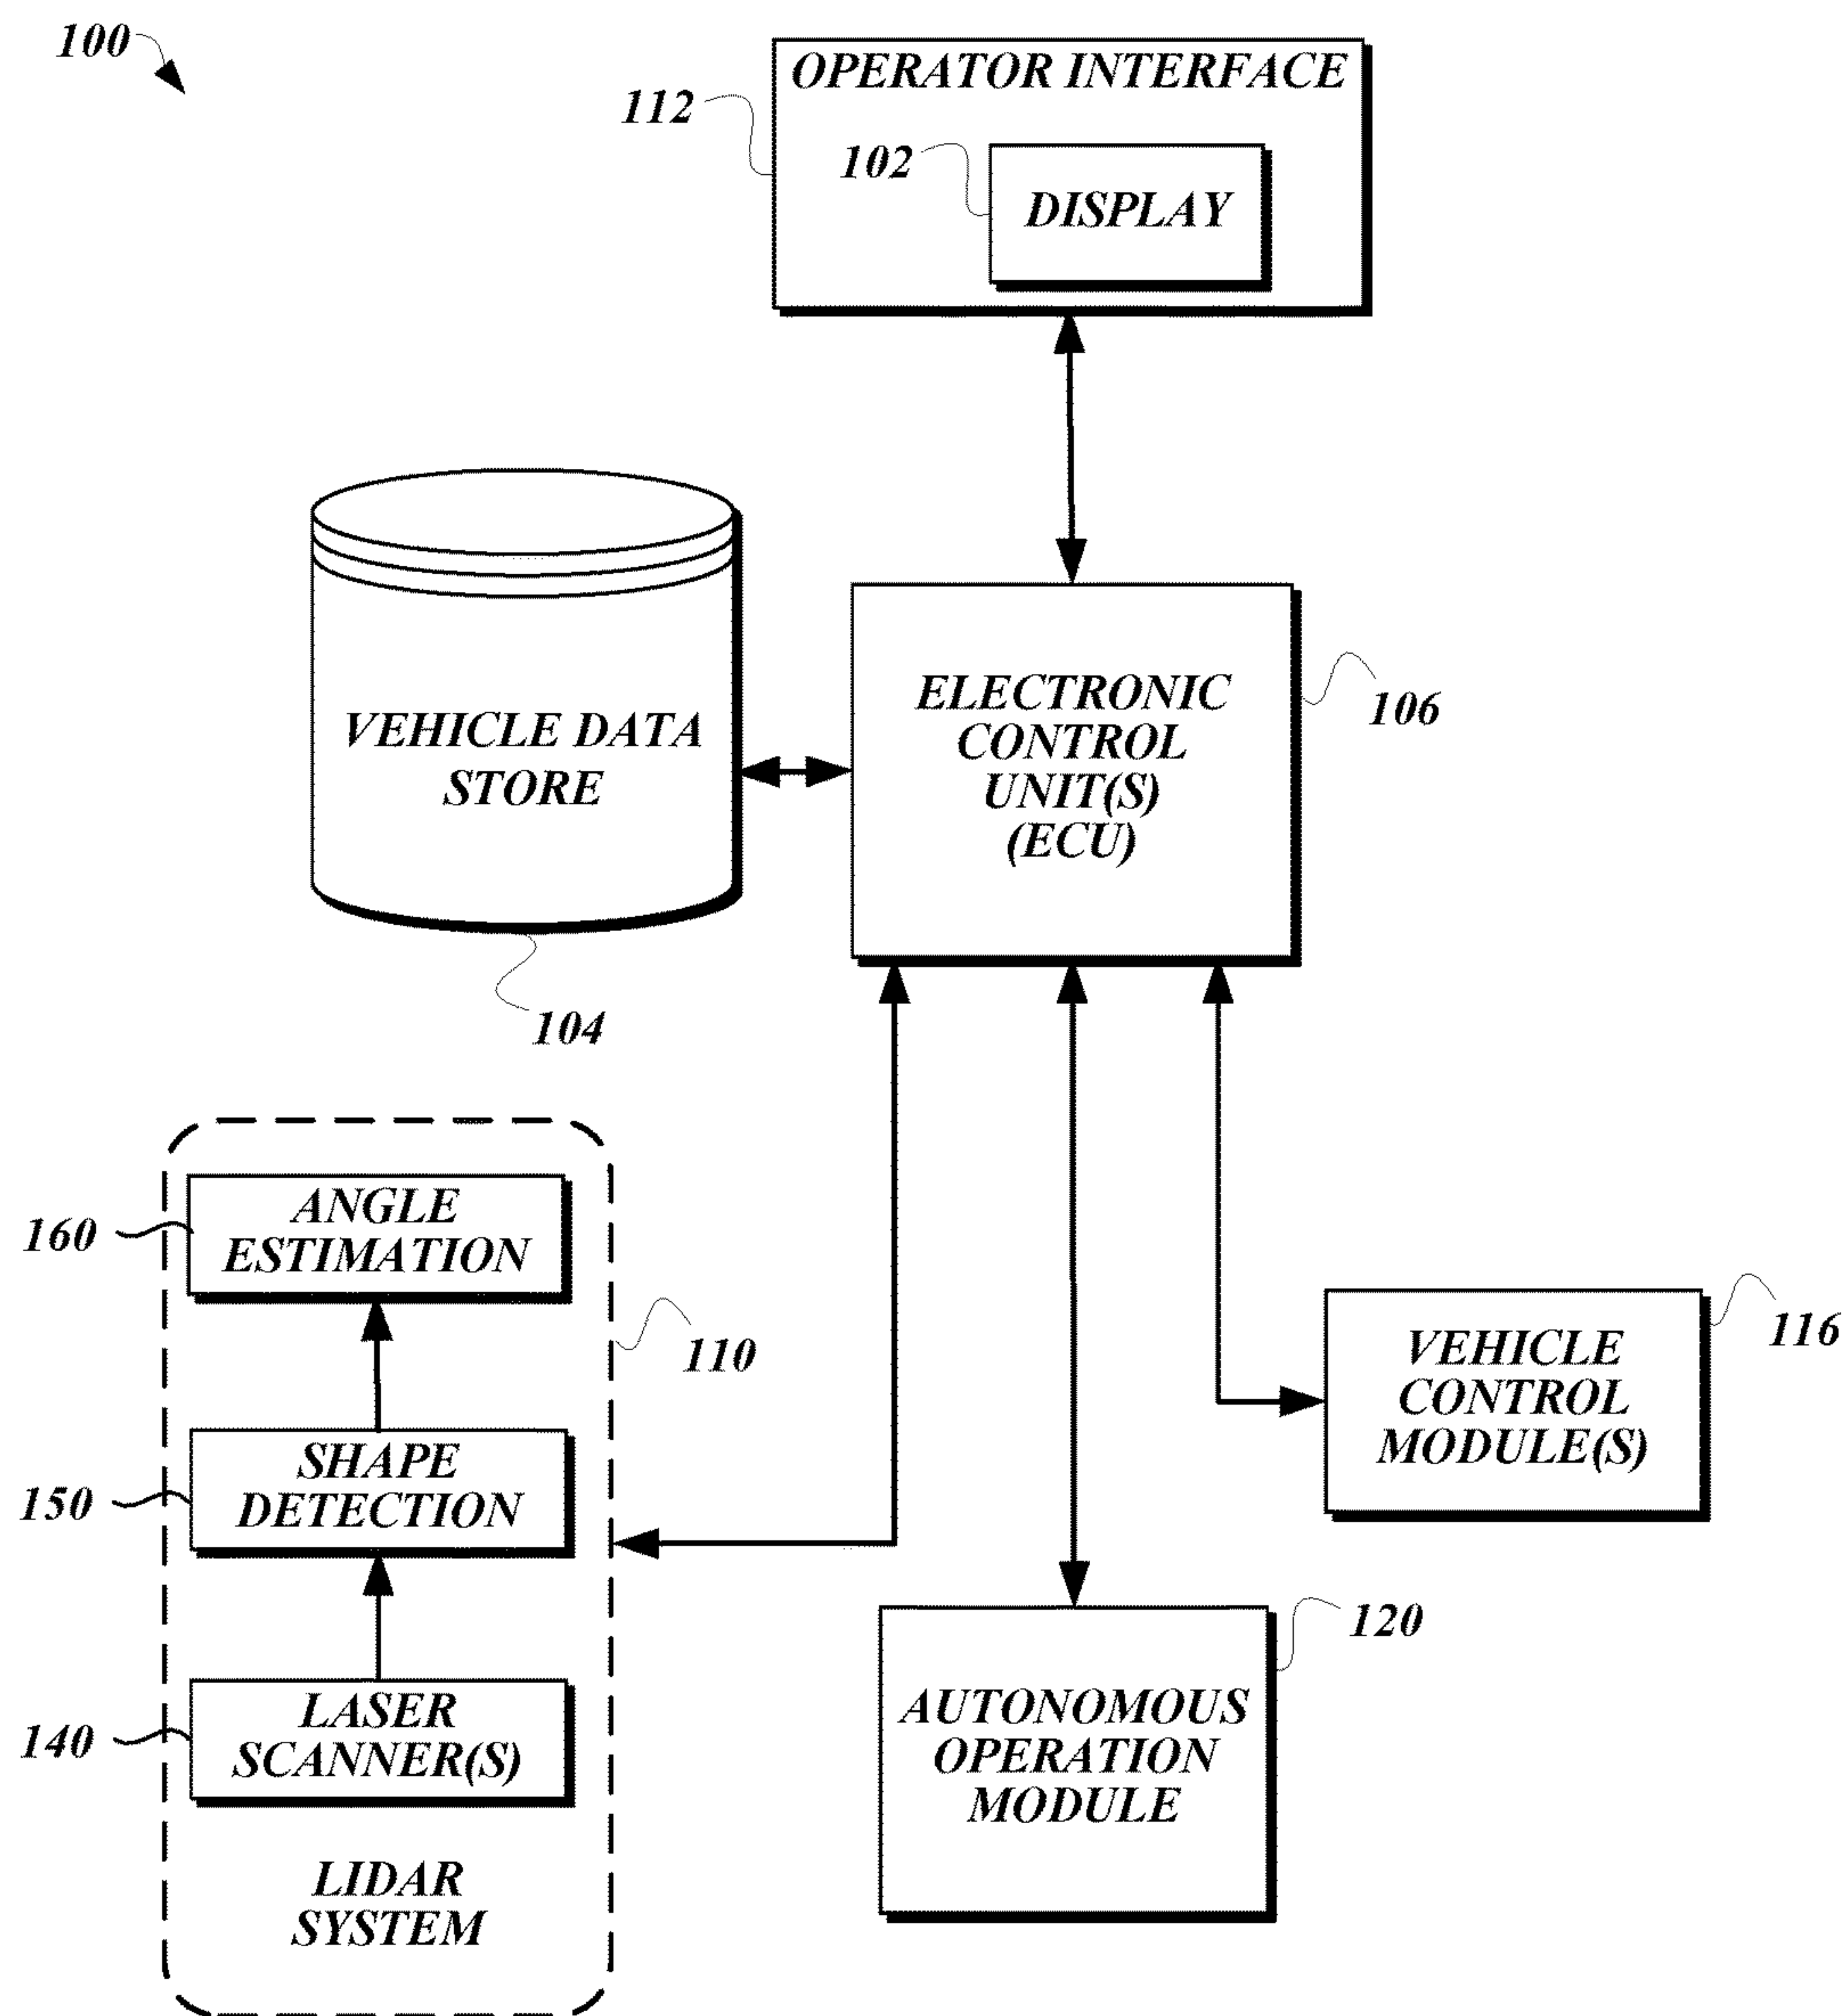 100
OPERATOR INTERFACE
112
102
DISPLAY
ELECTRONIC
CONTROL
UNIT(S)
(ECU)
106
VEHICLE DATA
STORE
104
ANGLE
ESTIMATION
160
110
SHAPE
DETECTION
150
LASER
SCANNER(S)
140
LIDAR
SYSTEM
VEHICLE
CONTROL
MODULE(S)
116
120
AUTONOMOUS
OPERATION
MODULE